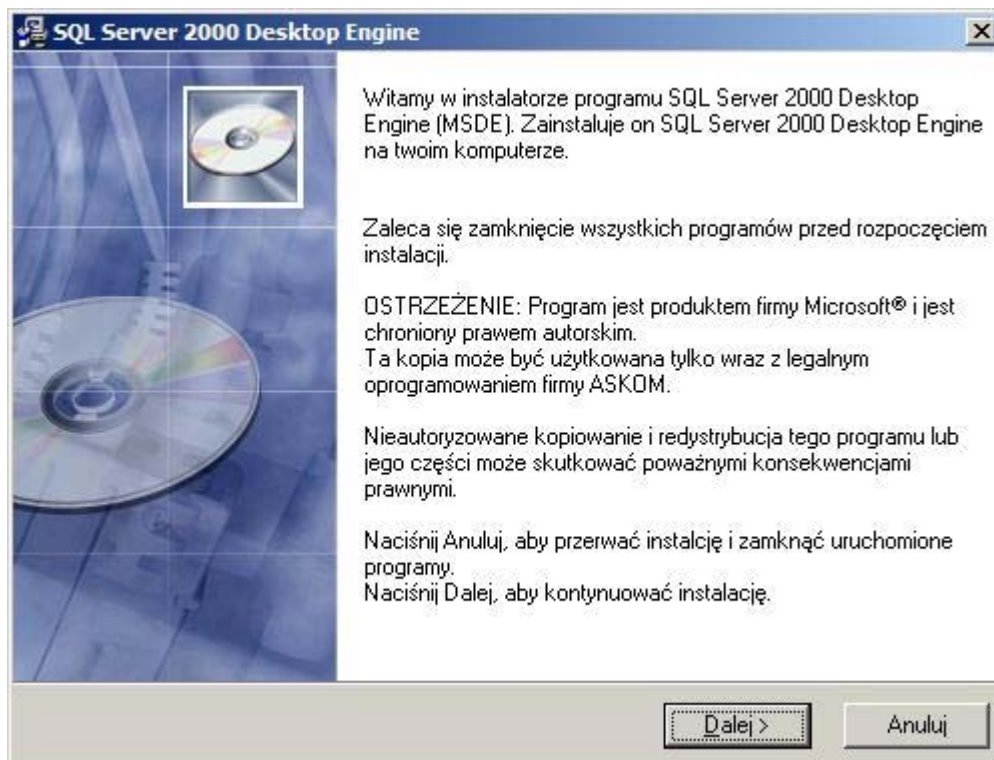 SQL Server 2000 Desktop Engine
Witamy w instalatorze programu SQL Server 2000 Desktop
Engine (MSDE). Zainstaluje on SQL Server 2000 Desktop Engine
na twoim komputerze.
Zaleca się zamknięcie wszystkich programów przed rozpoczęciem
instalacji.
OSTRZEŻENIE: Program jest produktem firmy Microsoft® i jest
chroniony prawem autorskim.
Ta kopia może być użytkowana tylko wraz z legalnym
oprogramowaniem firmy ASKOM.
Nieautoryzowane kopiowanie i redystrybucja tego programu lub
jego części może skutkować poważnymi konsekwencjami
prawnymi.
Naciśnij Anuluj, aby przerwać instalcję i zamknąć uruchomione
programy.
Naciśnij Dalej, aby kontynuować instalację.
Dalej >
Anuluj